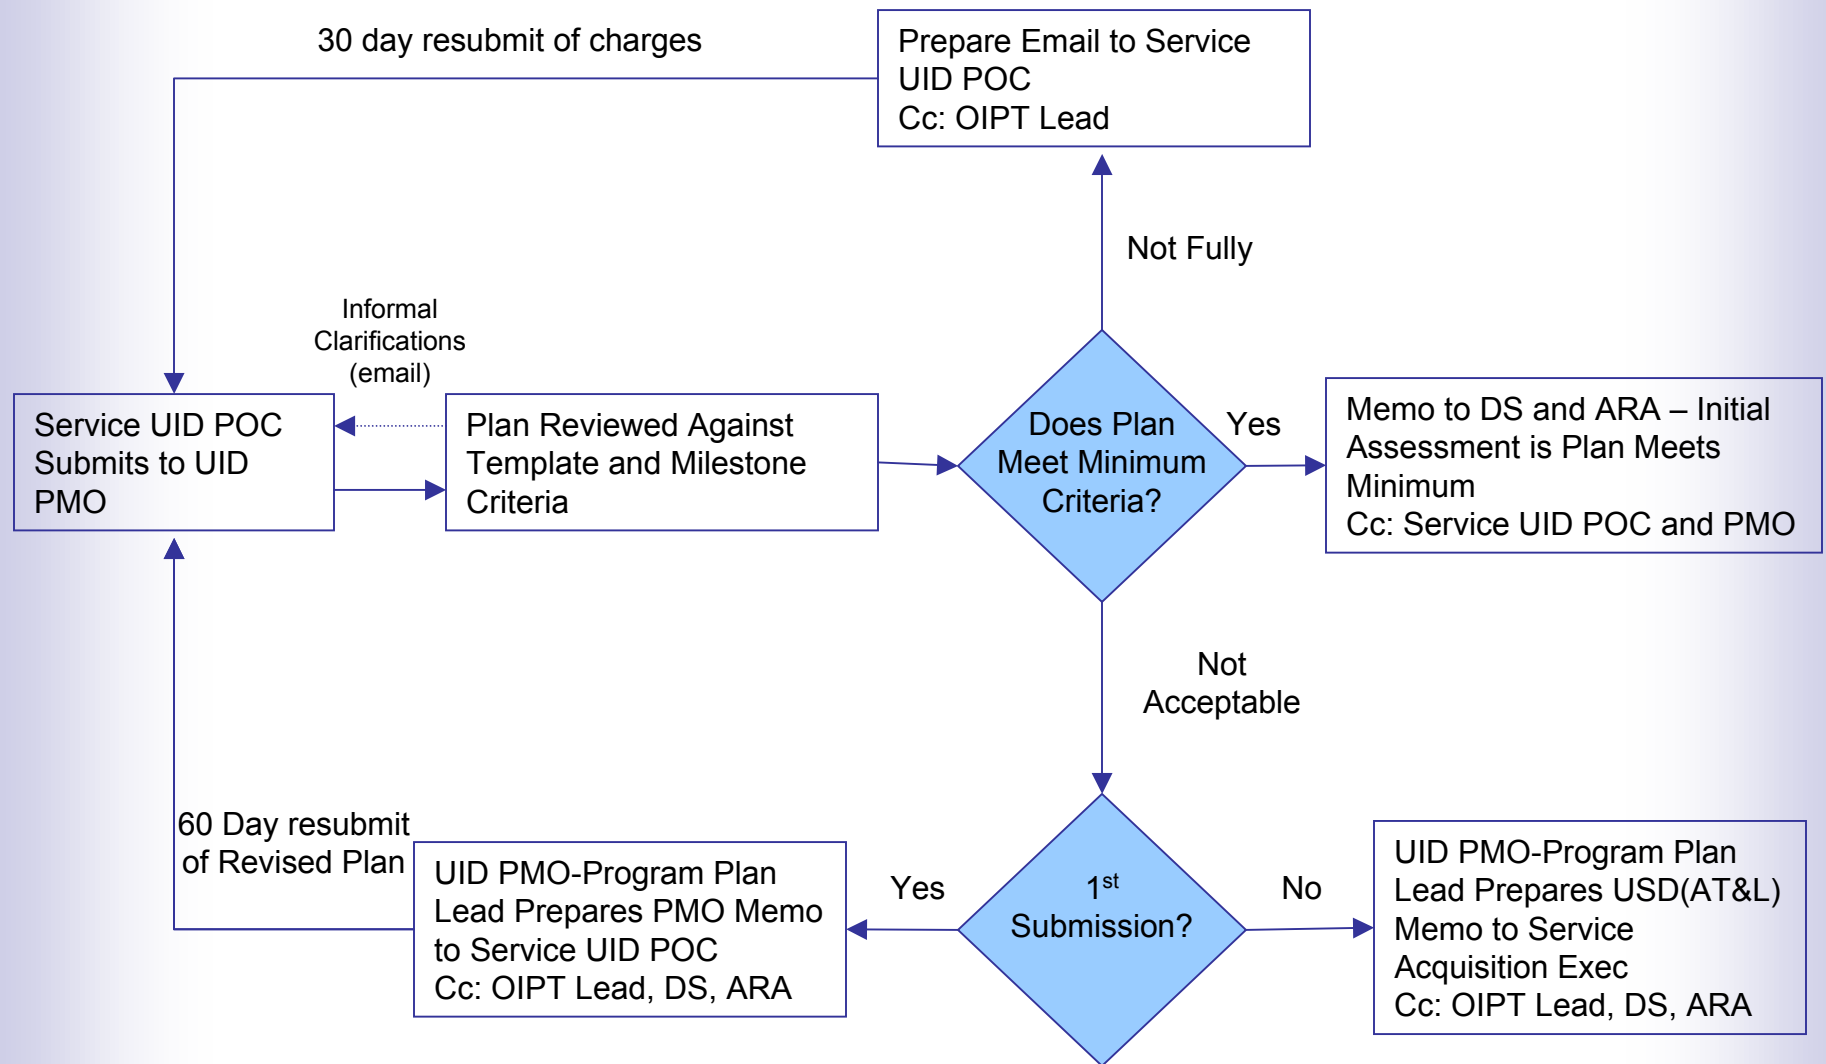 30 day resubmit of charges
Prepare Email to Service
UID POC
Cc: OIPT Lead
Not Fully
Informal
Clarifications
(email)
Service UID POC
Submits to UID
PMO
Plan Reviewed Against
Template and Milestone
Criteria
Does Plan
Meet Minimum
Criteria?
Yes
Memo to DS and ARA – Initial
Assessment is Plan Meets
Minimum
Cc: Service UID POC and PMO
Not
Acceptable
60 Day resubmit
of Revised Plan
UID PMO-Program Plan
Lead Prepares PMO Memo
to Service UID POC
Cc: OIPT Lead, DS, ARA
Yes
1st
Submission?
No
UID PMO-Program Plan
Lead Prepares USD(AT&L)
Memo to Service
Acquisition Exec
Cc: OIPT Lead, DS, ARA